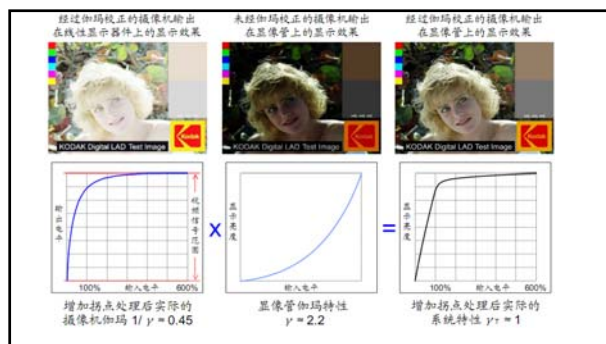 经过伽玛校正的摄像机输出
在线性显示器件上的显示效果
未经伽玛校正的摄像机输出
在显像管上的显示效果
经过伽玛校正的摄像机输出
在显像管上的显示效果
Kodak
KODAK Digital LAD Test Image
Kodak
KODAK Digital LAD Test Image
Kodak
KODAK Digital LAD Test Image
输出电平
视频信号范围
100%
输入电平
600%
x
显示亮度
输入电平
=
显示亮度
100%
输入电平
600%
增加拐点处理后实际的
摄像机伽玛 1/ γ ≈ 0.45
显像管伽玛特性
γ ≈ 2.2
增加拐点处理后实际的
系统特性 γT ≈ 1